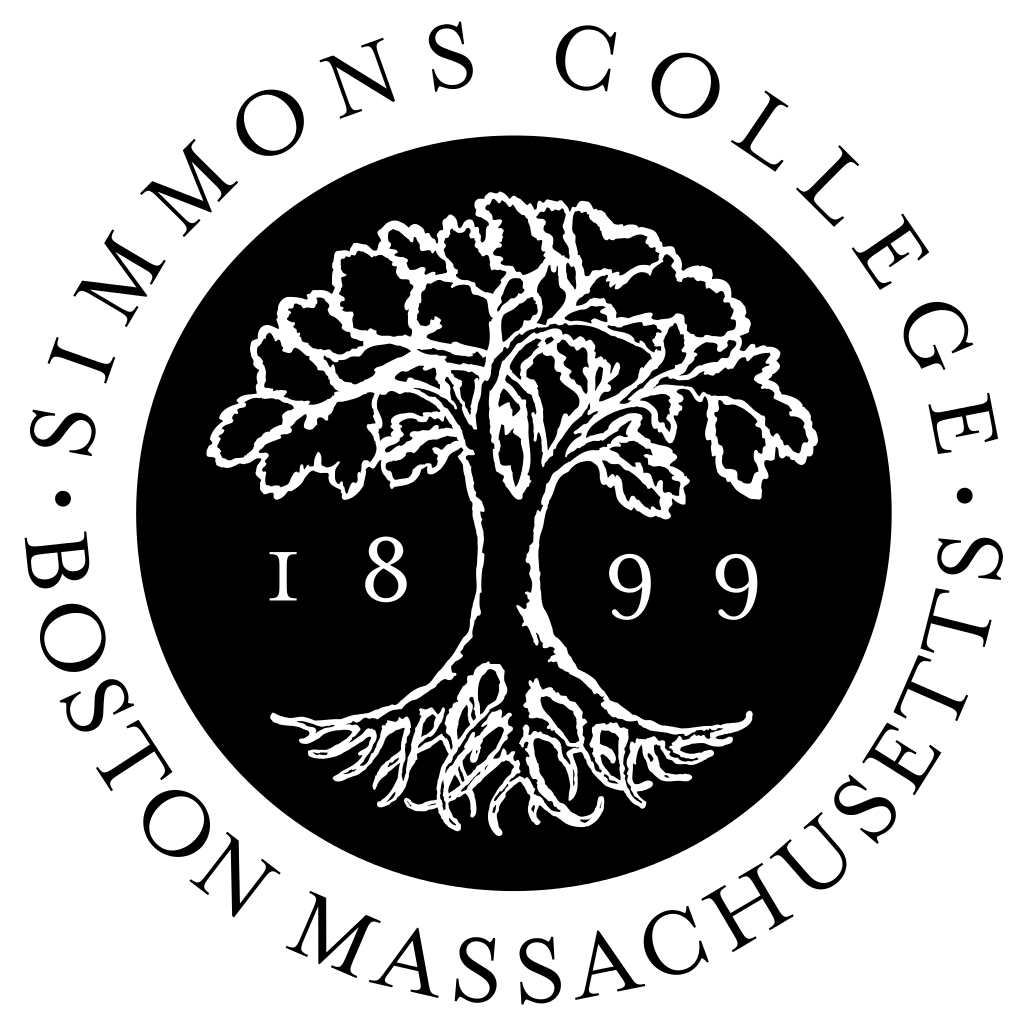 SIMMONS COLLEGE
1899
· BOSTON MASSACHUSETTS ·